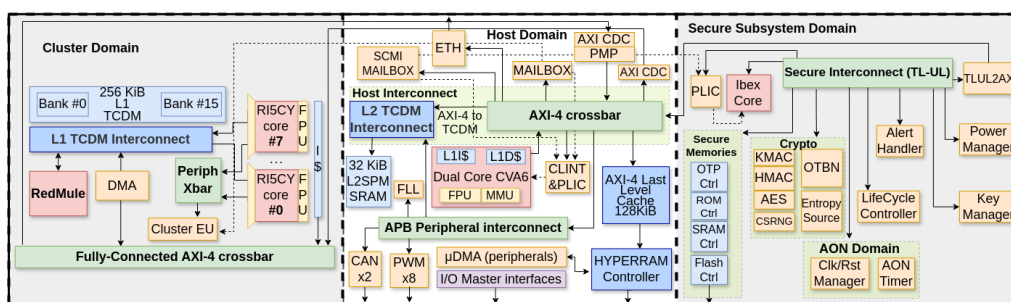 Cluster Domain
256 KiB
L1
TCDM
Bank #0
Bank #15
L1 TCDM Interconnect
RI5CY
core
#7
F
P
U
...
RI5CY
core
#0
F
P
U
I
$
RedMule
DMA
Periph
Xbar
Cluster EU
Fully-Connected AXI-4 crossbar
Host Domain
SCMI
MAILBOX
ETH
MAILBOX
AXI CDC
PMP
AXI CDC
Host Interconnect
L2 TCDM
Interconnect
AXI-4 to
TCDM
AXI-4 crossbar
32 KiB
L2SPM
SRAM
FLL
L1I$
L1D$
Dual Core CVA6
FPU
MMU
CLINT
&PLIC
AXI-4 Last
Level
Cache
128KiB
APB Peripheral interconnect
CAN
x2
PWM
x8
µDMA (peripherals)
I/O Master interfaces
HYPERRAM
Controller
Secure Subsystem Domain
PLIC
Ibex
Core
Secure Interconnect (TL-UL)
TLUL2AXI
Secure
Memories
OTP
Ctrl
ROM
Ctrl
SRAM
Ctrl
Flash
Ctrl
Crypto
KMAC
HMAC
AES
CSRNG
OTBN
Entropy
Source
Alert
Handler
LifeCycle
Controller
Power
Manager
Key
Manager
AON Domain
Clk/Rst
Manager
AON
Timer